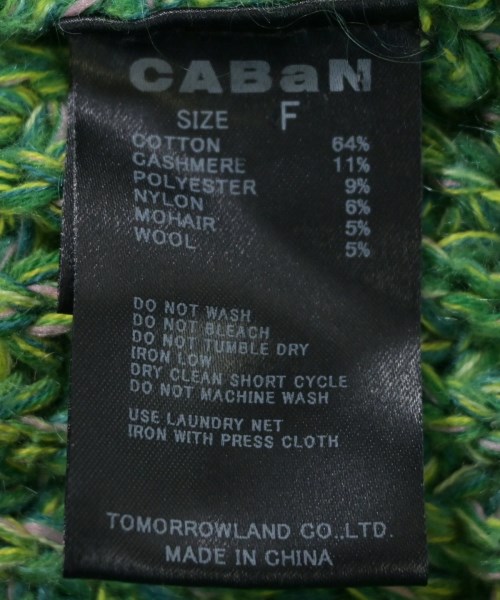 CABaN
SIZE F
COTTON 64%
CASHMERE 11%
POLYESTER 9%
NYLON 6%
MOHAIR 5%
WOOL 5%
DO NOT WASH
DO NOT BLEACH
DO NOT TUMBLE DRY
IRON LOW
DRY CLEAN SHORT CYCLE
DO NOT MACHINE WASH
USE LAUNDRY NET
IRON WITH PRESS CLOTH
TOMORROWLAND CO.,LTD.
MADE IN CHINA